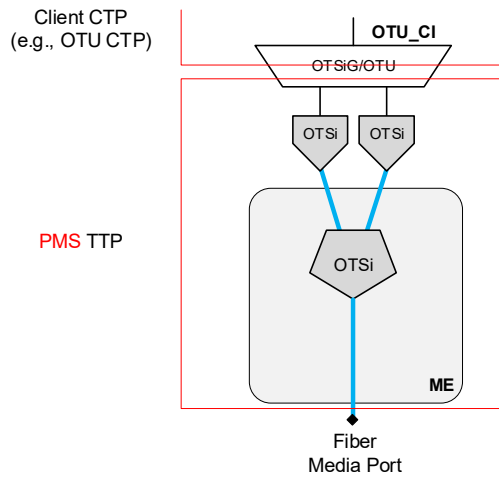 Client CTP
(e.g., OTU CTP)
OTU_CI
OTSiG/OTU
OTSi
OTSi
PMS TTP
OTSi
ME
Fiber
Media Port